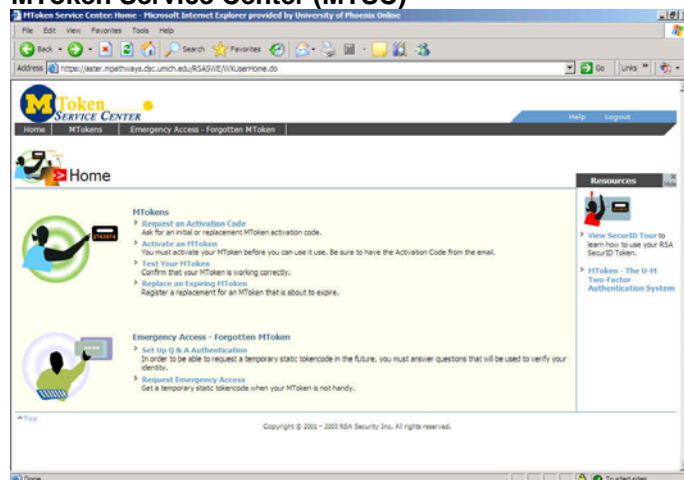 MToken Service Center (MTSC)
MToken Service Center: Home - Microsoft Internet Explorer provided by University of Phoenix Online
File Edit View Favorites Tools Help
Back Search Favorites
Address https://aster.mpathways.dsc.umich.edu/RSASWE/WXUserHome.do Go Links »
MToken
SERVICE CENTER
Help Logout
Home MTokens Emergency Access - Forgotten MToken
Home
Resources
Hide
MTokens
Request an Activation Code
Ask for an initial or replacement MToken activation code.
Activate an MToken
You must activate your MToken before you can use it use. Be sure to have the Activation Code from the email.
Test Your MToken
Confirm that your MToken is working correctly.
Replace an Expiring MToken
Register a replacement for an MToken that is about to expire.
View SecurID Tour to
learn how to use your RSA
SecurID Token.
MToken - The U-M
Two-Factor
Authentication System
Emergency Access - Forgotten MToken
Set Up Q & A Authentication
In order to be able to request a temporary static tokencode in the future, you must answer questions that will be used to verify your
identity.
Request Emergency Access
Get a temporary static tokencode when your MToken is not handy.
^Top
Copyright © 2001 - 2003 RSA Security Inc. All rights reserved.
Done Trusted sites